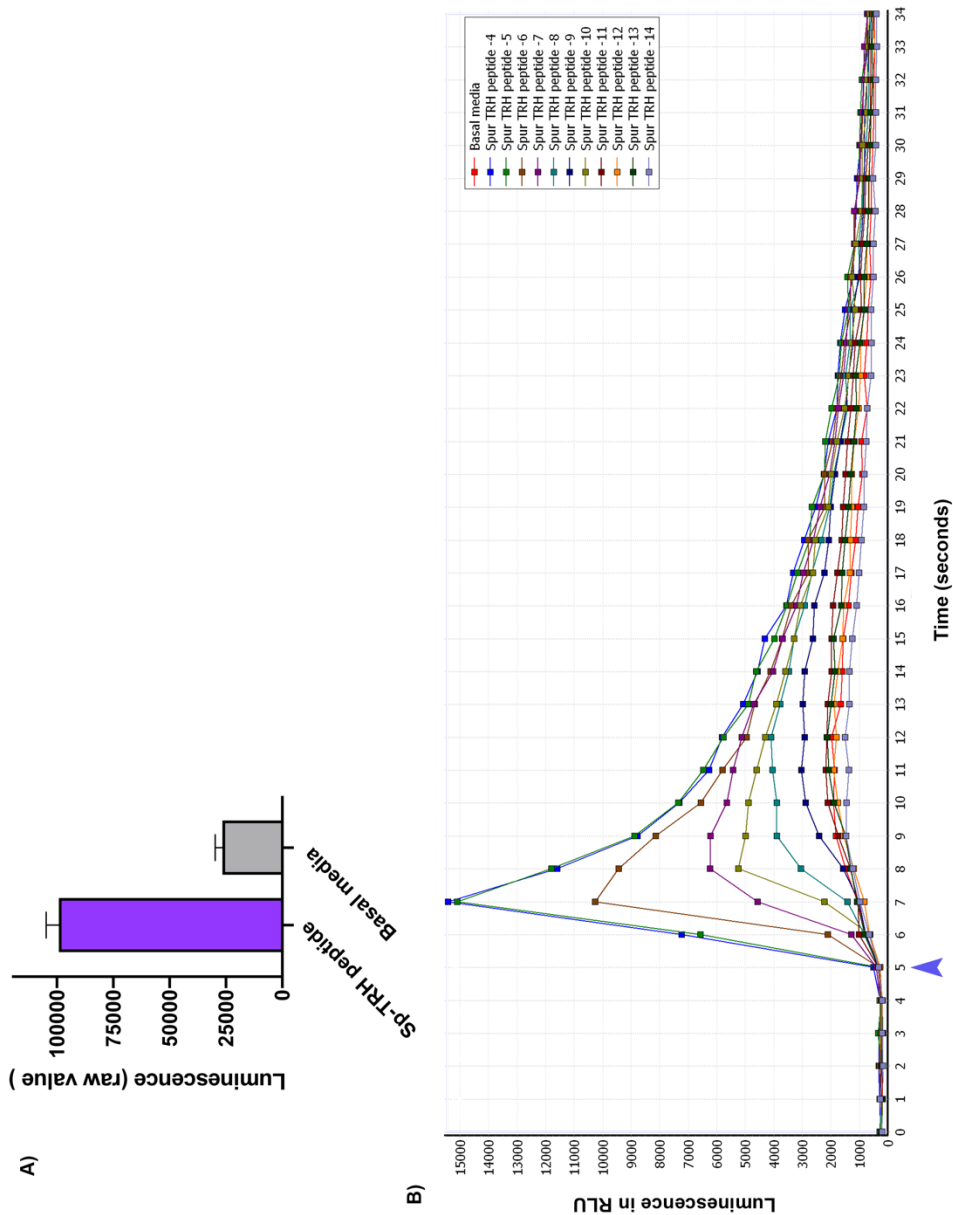 A)
Luminescence (raw value )
1000000
750000
500000
250000
0
Sp-TRH peptide
Basal media
B)
Luminescence in RLU
15000
14000
13000
12000
11000
10000
9000
8000
7000
6000
5000
4000
3000
2000
1000
0
Basal media
Spur TRH peptide -4
Spur TRH peptide -5
Spur TRH peptide -6
Spur TRH peptide -7
Spur TRH peptide -8
Spur TRH peptide -9
Spur TRH peptide -10
Spur TRH peptide -11
Spur TRH peptide -12
Spur TRH peptide -13
Spur TRH peptide -14
0 1 2 3 4 5 6 7 8 9 10 11 12 13 14 15 16 17 18 19 20 21 22 23 24 25 26 27 28 29 30 31 32 33 34
Time (seconds)